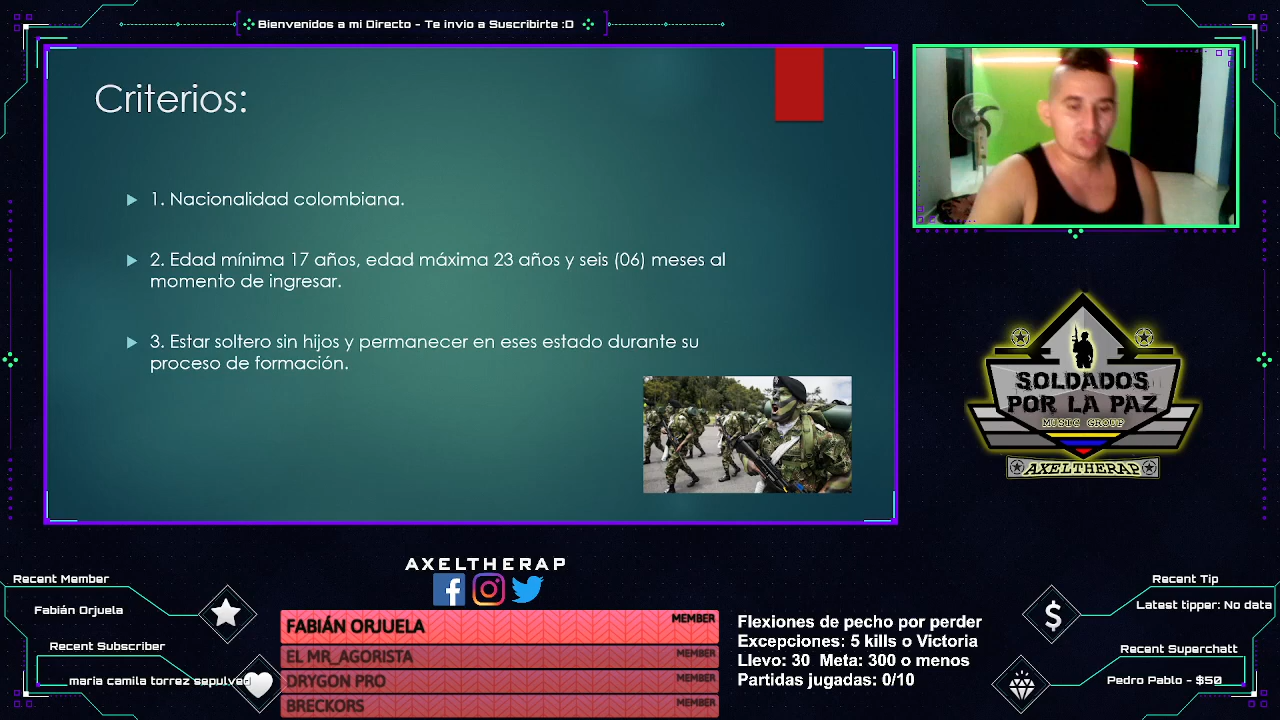 Bienvenidos a mi Directo - Te invio a Suscribirte :D
Criterios:
1. Nacionalidad colombiana.
2. Edad mínima 17 años, edad máxima 23 años y seis (06) meses al
momento de ingresar.
3. Estar soltero sin hijos y permanecer en eses estado durante su
proceso de formación.
SOLDADOS
POR LA PAZ
MUSIC GROUP
AXELTHERAP
AXELTHERAP
Recent Member
Fabián Orjuela
Recent Subscriber
maria camila torrez sepulved
FABIÁN ORJUELA MEMBER
EL MR_AGORISTA MEMBER
DRYGON PRO MEMBER
BRECKORS MEMBER
Flexiones de pecho por perder
Excepciones: 5 kills o Victoria
Llevo: 30 Meta: 300 o menos
Partidas jugadas: 0/10
Recent Tip
Latest tipper: No data
Recent Superchatt
Pedro Pablo - $50